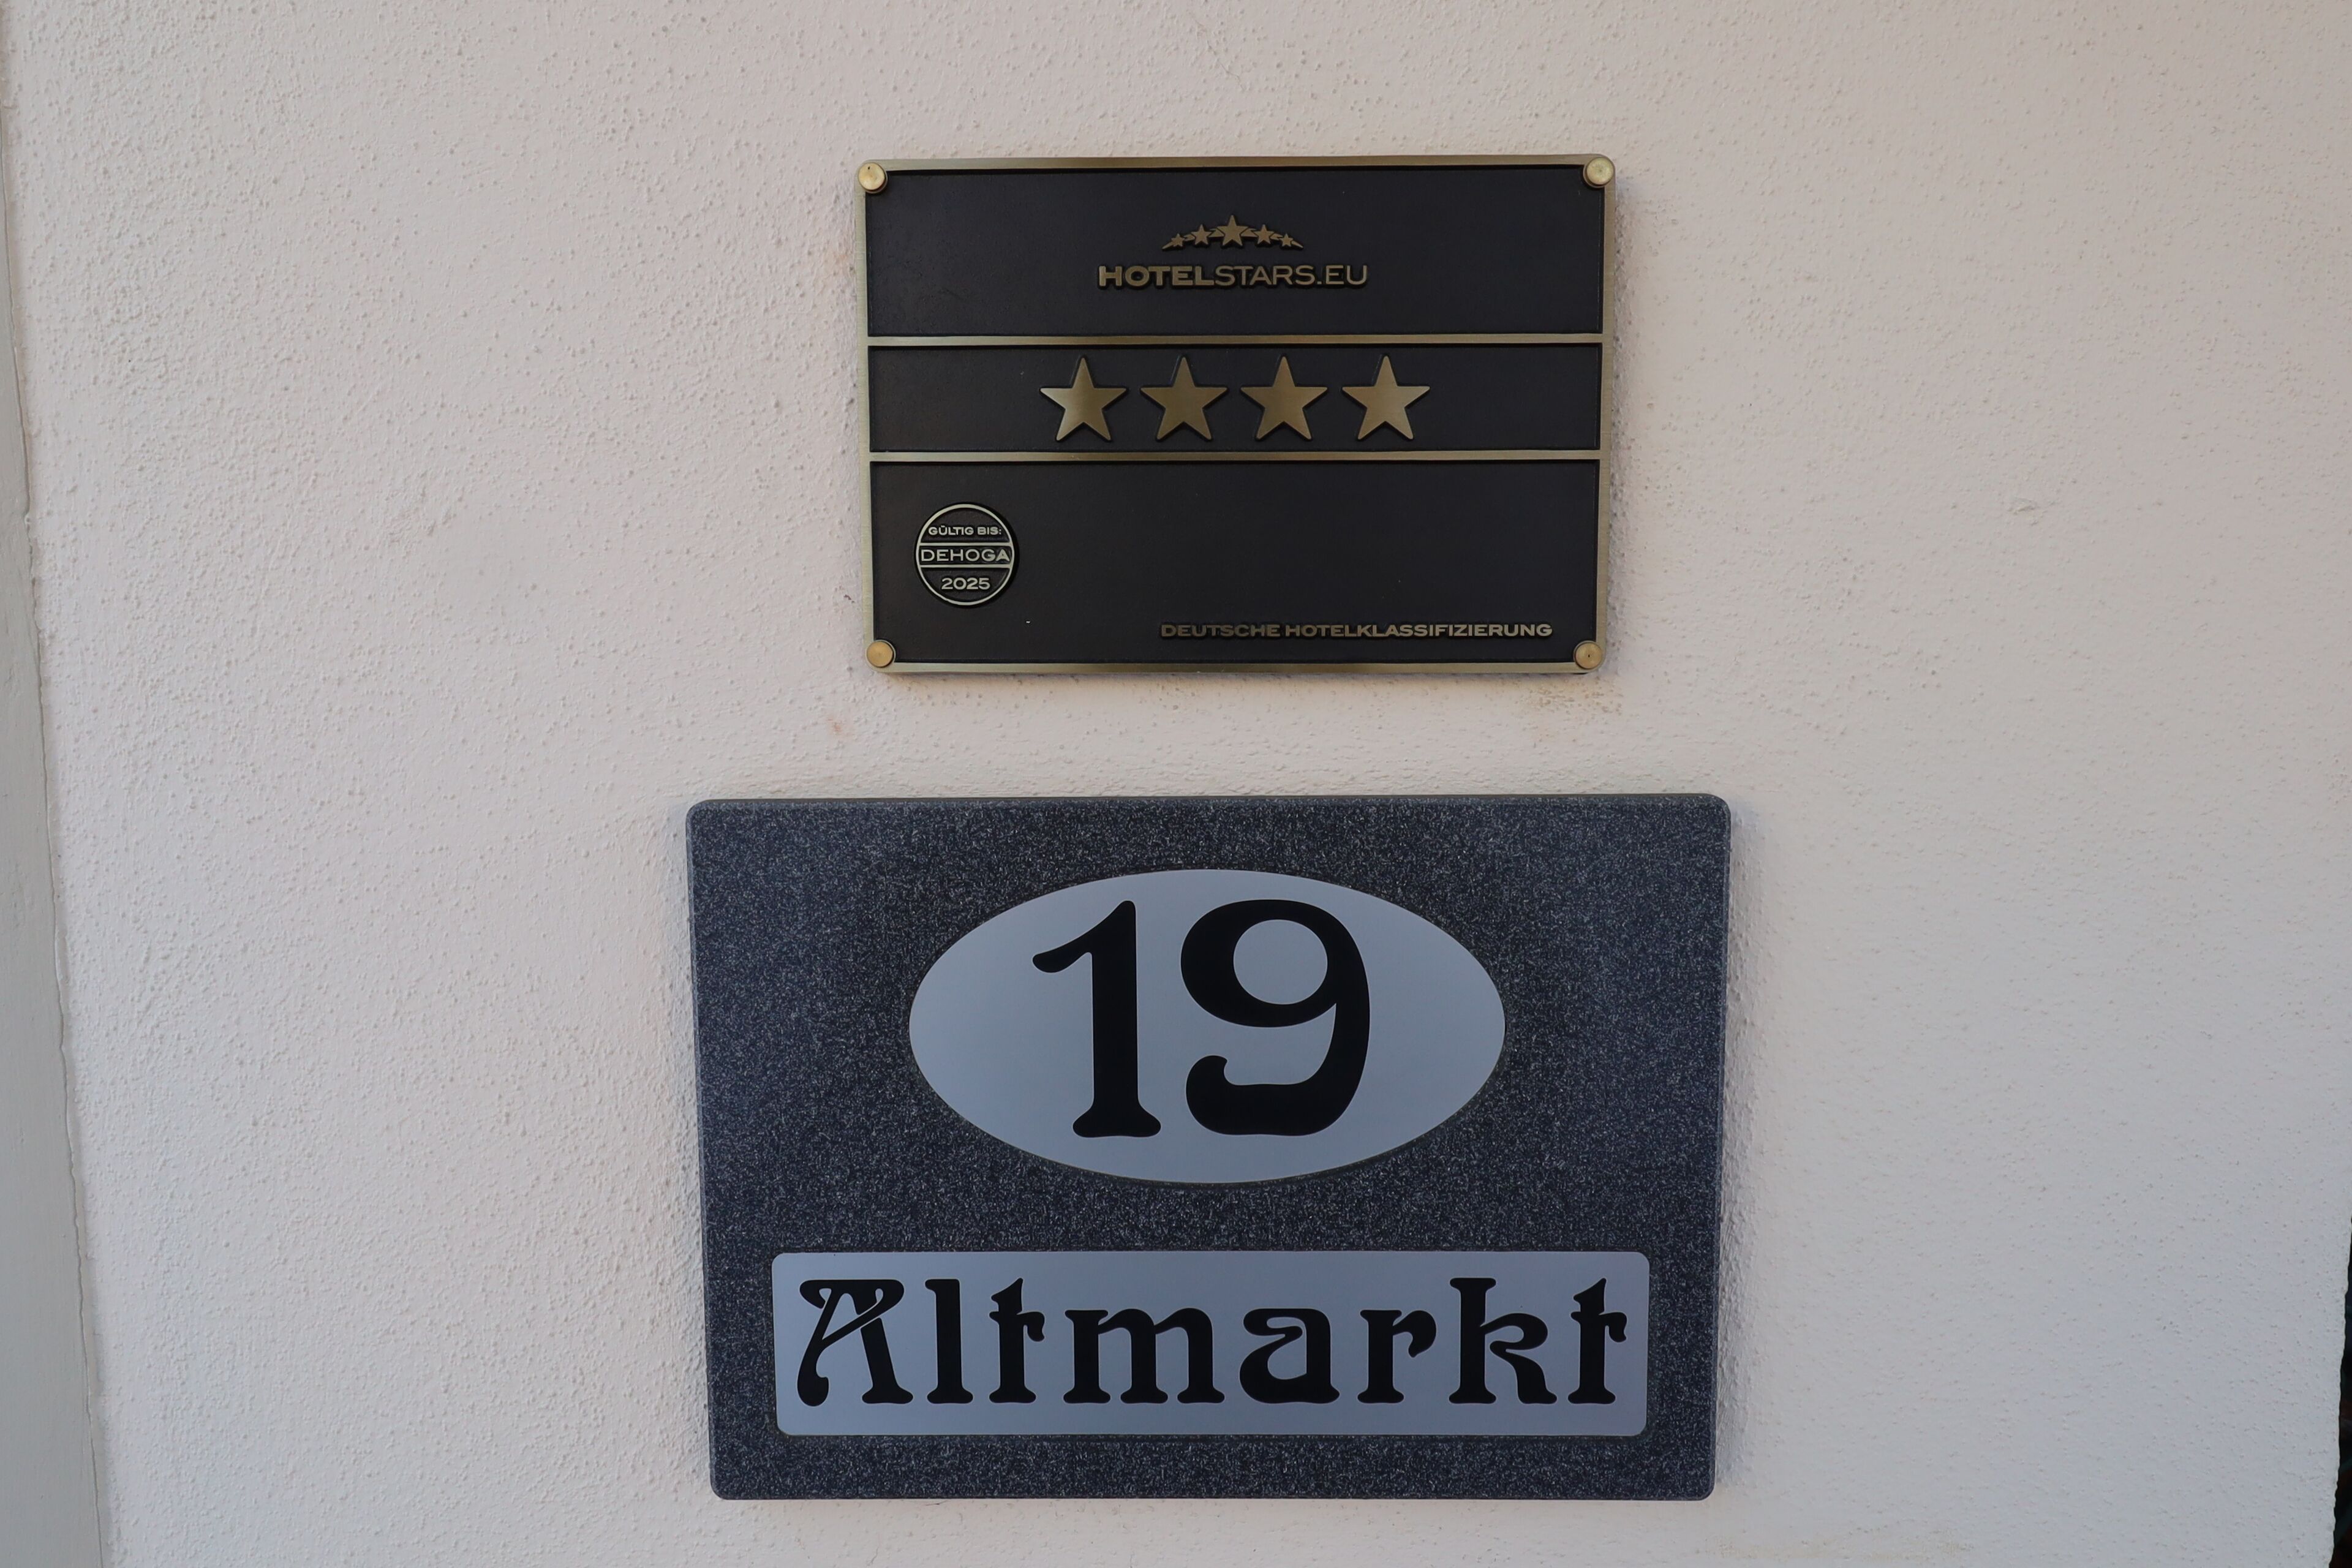 HOTELSTARS.EU
GÜLTIG BIS:
DEHOGA
2025
DEUTSCHE HOTELKLASSIFIZIERUNG
19
Altmarkt